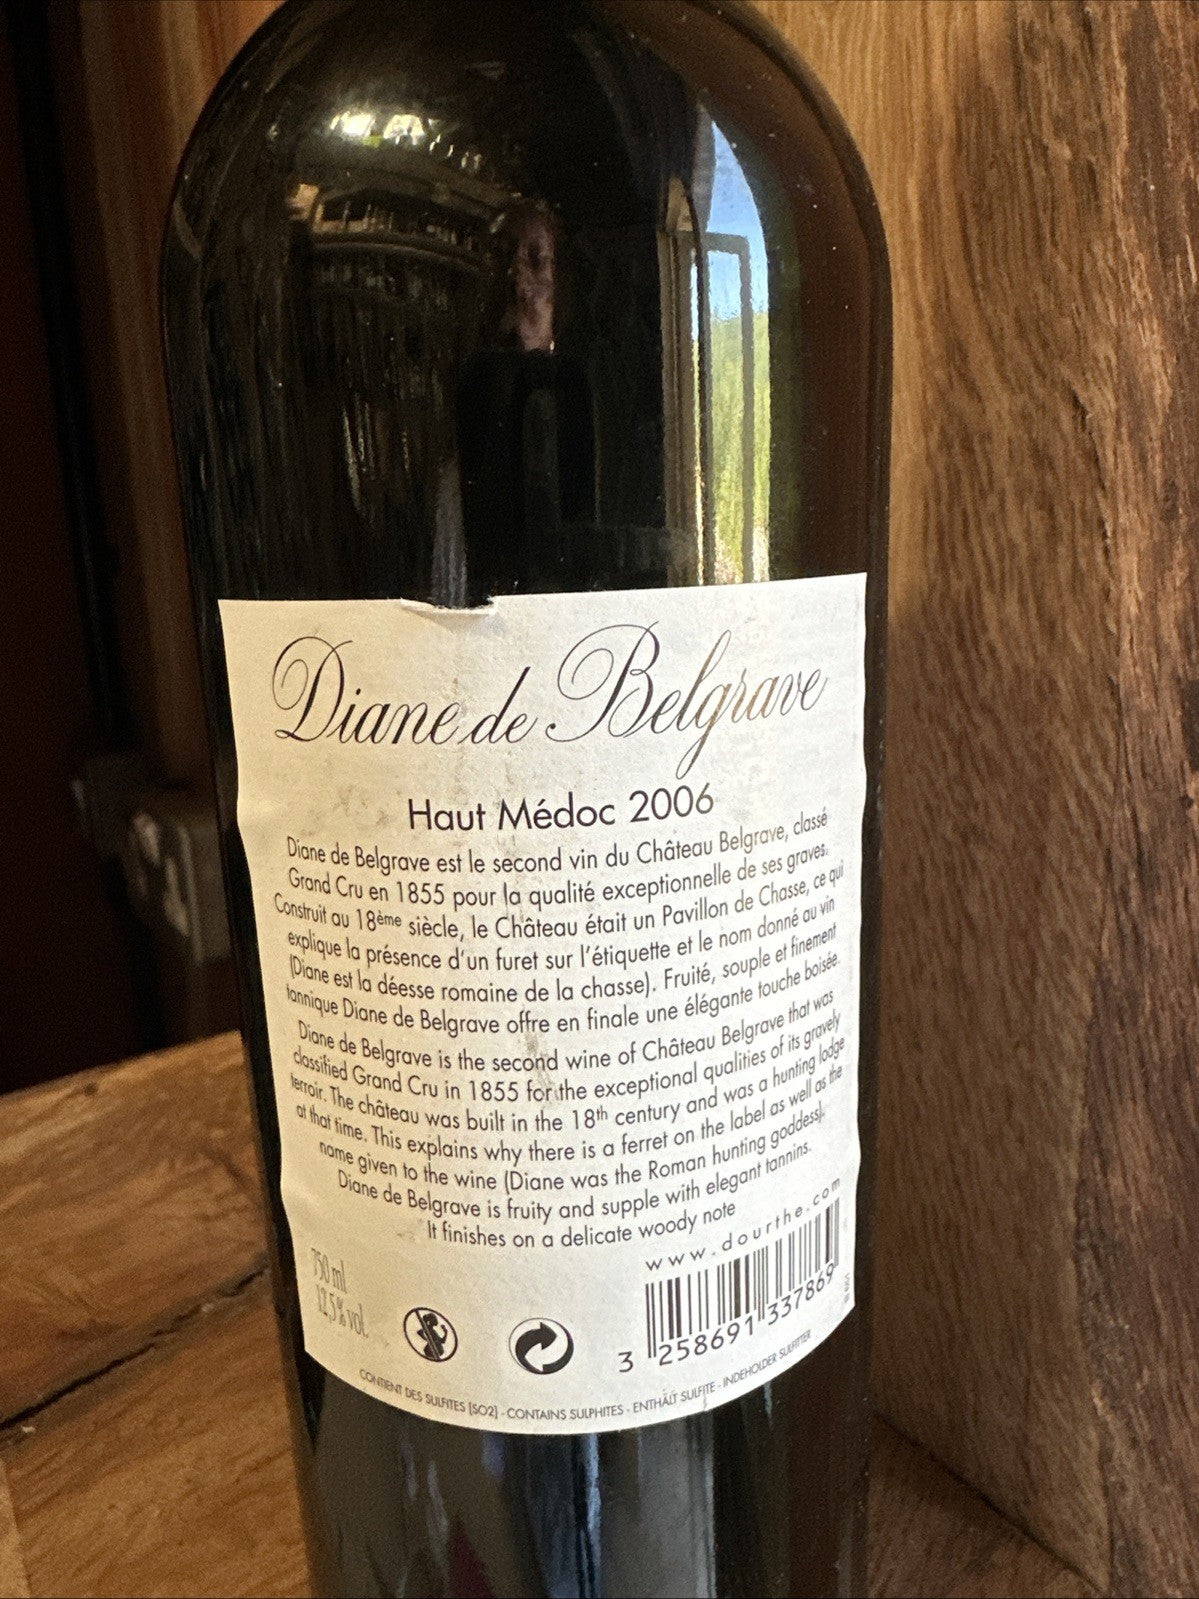 Diane de Belgrave
Haut Médoc 2006
Diane de Belgrave est le second vin du Château Belgrave, classé
Grand Cru en 1855 pour la qualité exceptionnelle de ses graves.
Construit au 18ème siècle, le Château était un Pavillon de Chasse, ce qui
explique la présence d'un furet sur l'étiquette et le nom donné au vin
(Diane est la déesse romaine de la chasse). Fruité, souple et finement
tannique Diane de Belgrave offre en finale une élégante touche boisée.
Diane de Belgrave is the second wine of Château Belgrave that was
classified Grand Cru in 1855 for the exceptional qualities of its gravely
terroir. The château was built in the 18th century and was a hunting lodge
at that time. This explains why there is a ferret on the label as well as the
name given to the wine (Diane was the Roman hunting goddess).
Diane de Belgrave is fruity and supple with elegant tannins.
It finishes on a delicate woody note
www.dourthe.com
750 ml
12,5% vol.
3 258691 337869
CONTIENT DES SULFITES (SO2) - CONTAINS SULPHITES - ENTHÄLT SULFITE - INDEHOLDER SULFITTER